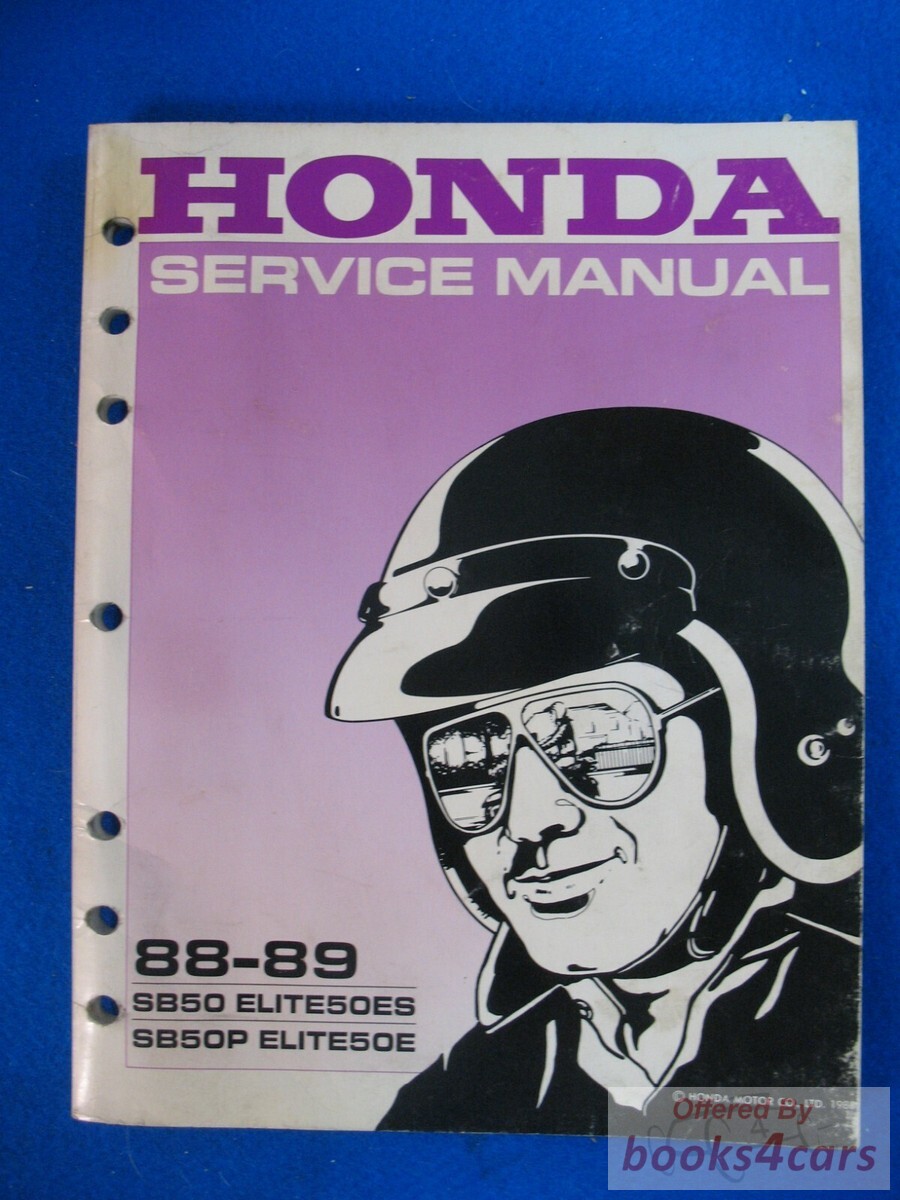 HONDA
SERVICE MANUAL
88-89
SB50 ELITE50ES
SB50P ELITE50E
© HONDA MOTOR CO., LTD.
Offered By
books4cars